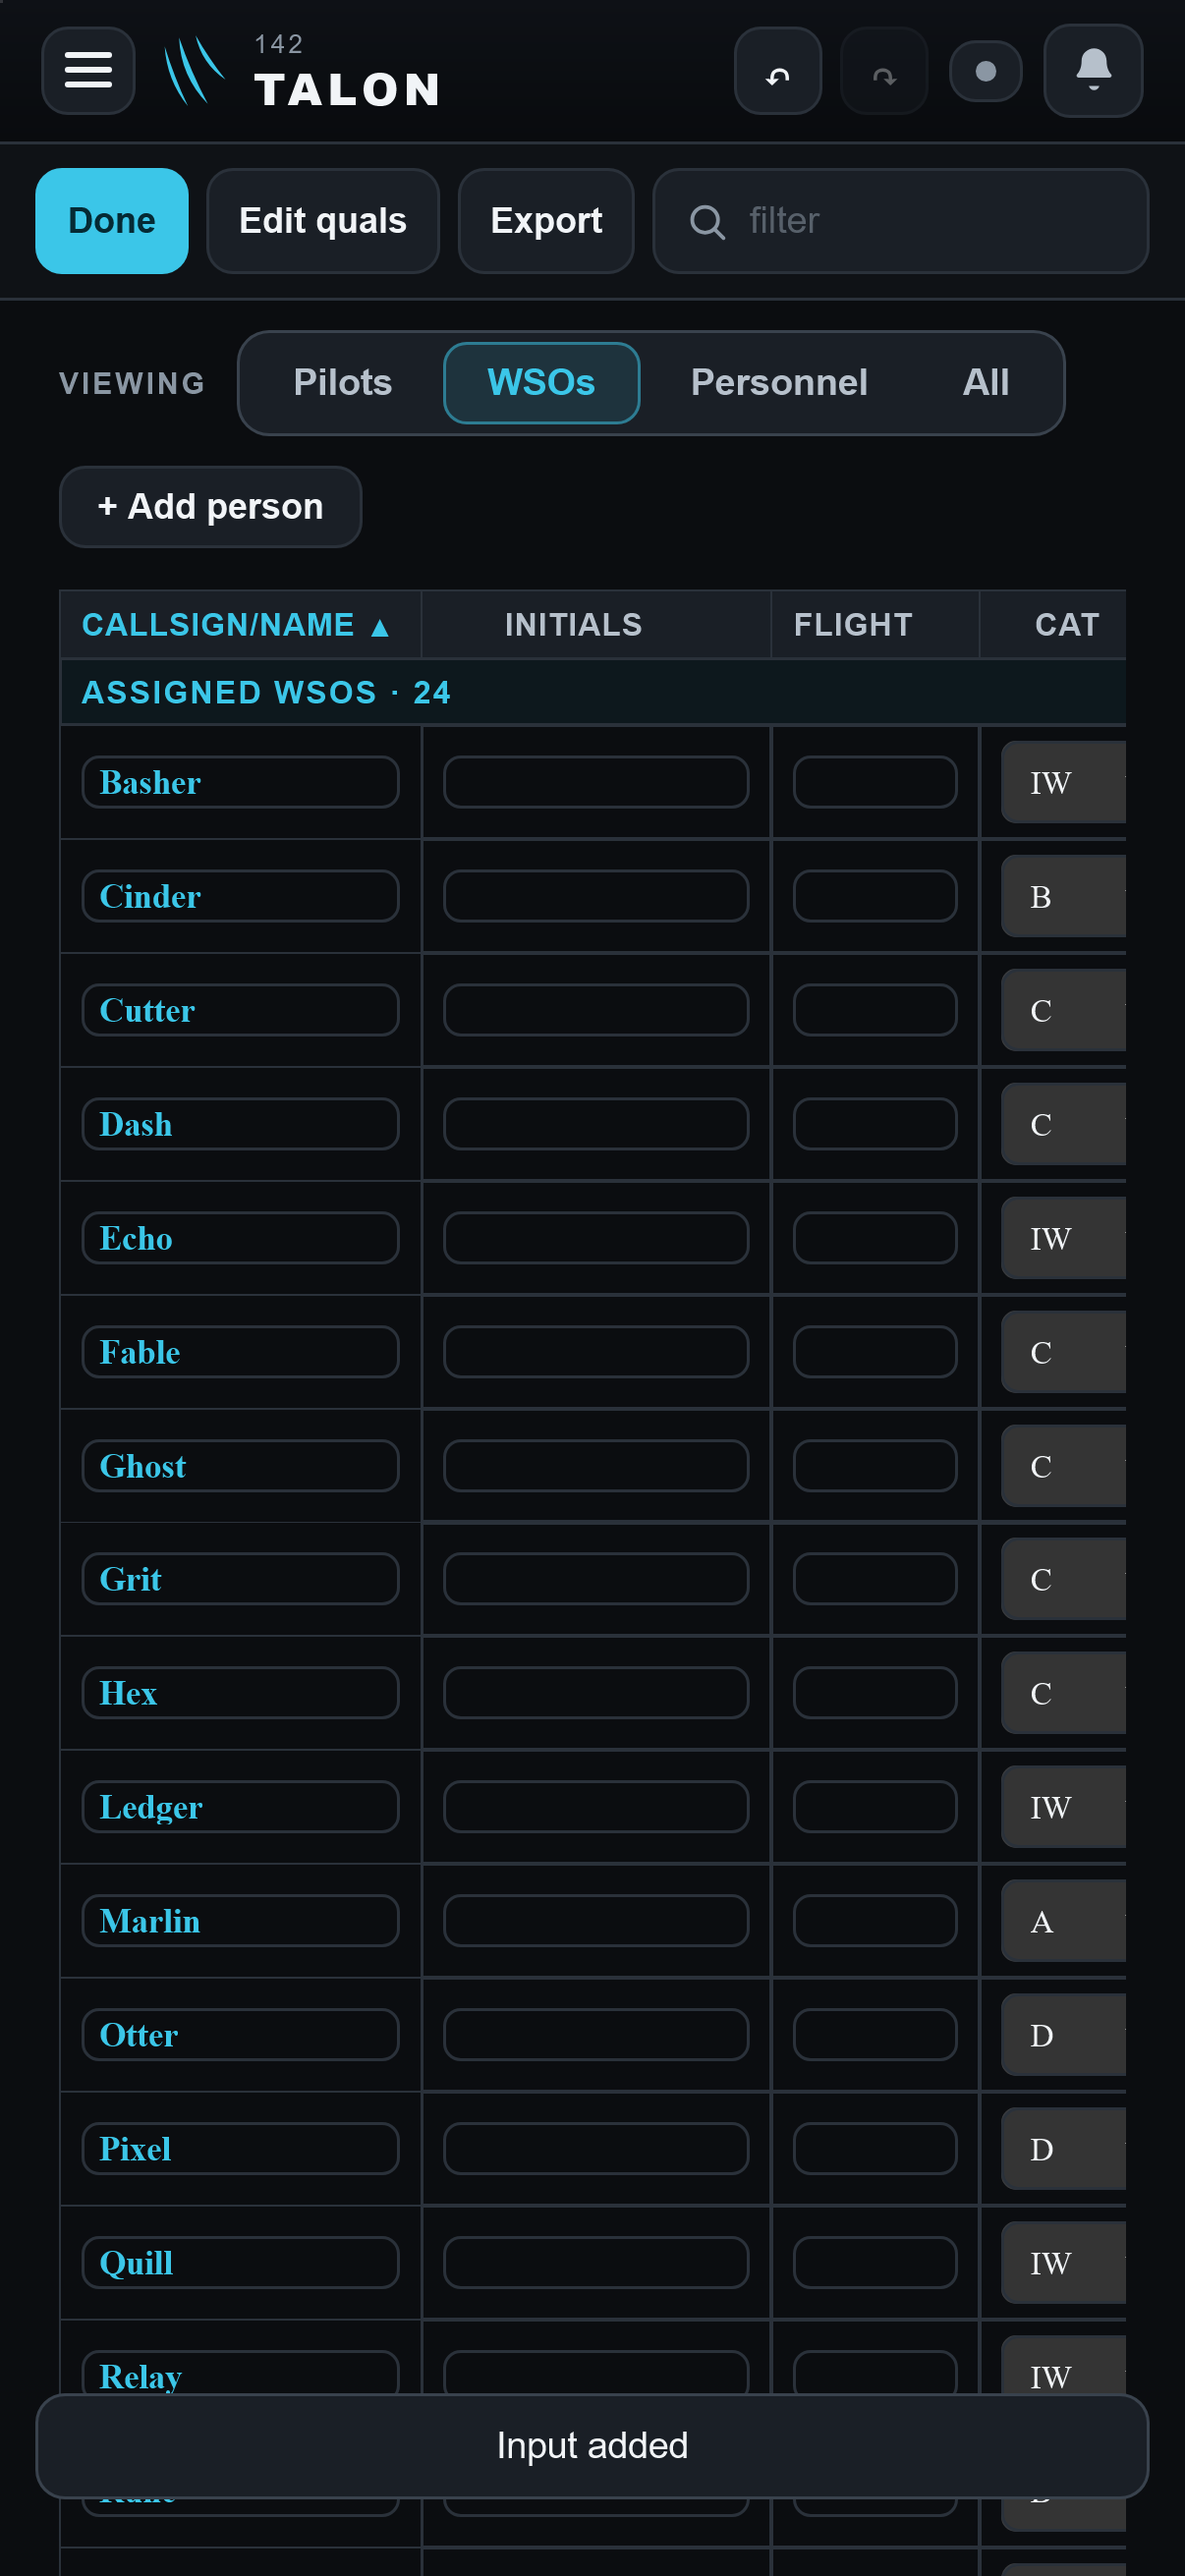 142
TALON
Done Edit quals Export filter
VIEWING Pilots WSOs Personnel All
+ Add person
CALLSIGN/NAME ▲ INITIALS FLIGHT CAT
ASSIGNED WSOS · 24
Basher IW
Cinder B
Cutter C
Dash C
Echo IW
Fable C
Ghost C
Grit C
Hex C
Ledger IW
Marlin A
Otter D
Pixel D
Quill IW
Relay IW
Input added